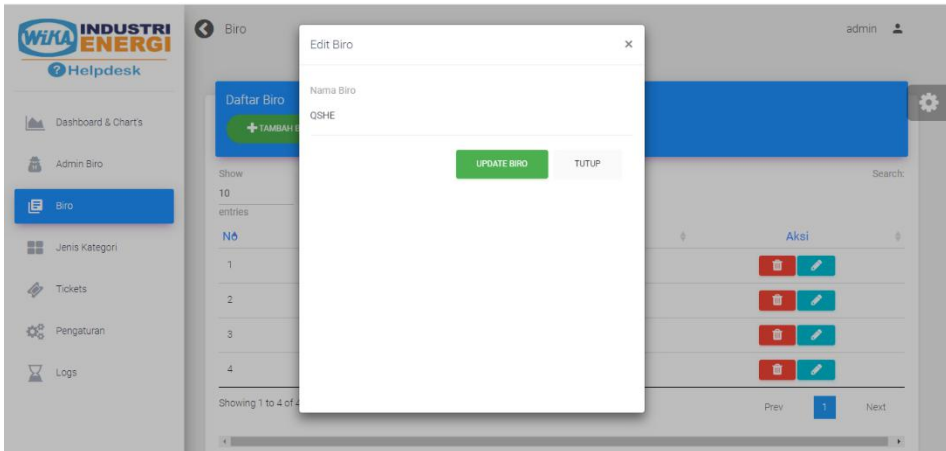 WIKA INDUSTRI
ENERGI
?Helpdesk
Dashboard & Chart's
Admin Biro
Biro
Jenis Kategori
Tickets
Pengaturan
Logs
Biro
admin
Edit Biro
×
Nama Biro
QSHE
UPDATE BIRO
TUTUP
Daftar Biro
+TAMBAH
Show
10
entries
Search:
No
Aksi
1
2
3
4
Showing 1 to 4 of 4
Prev
1
Next